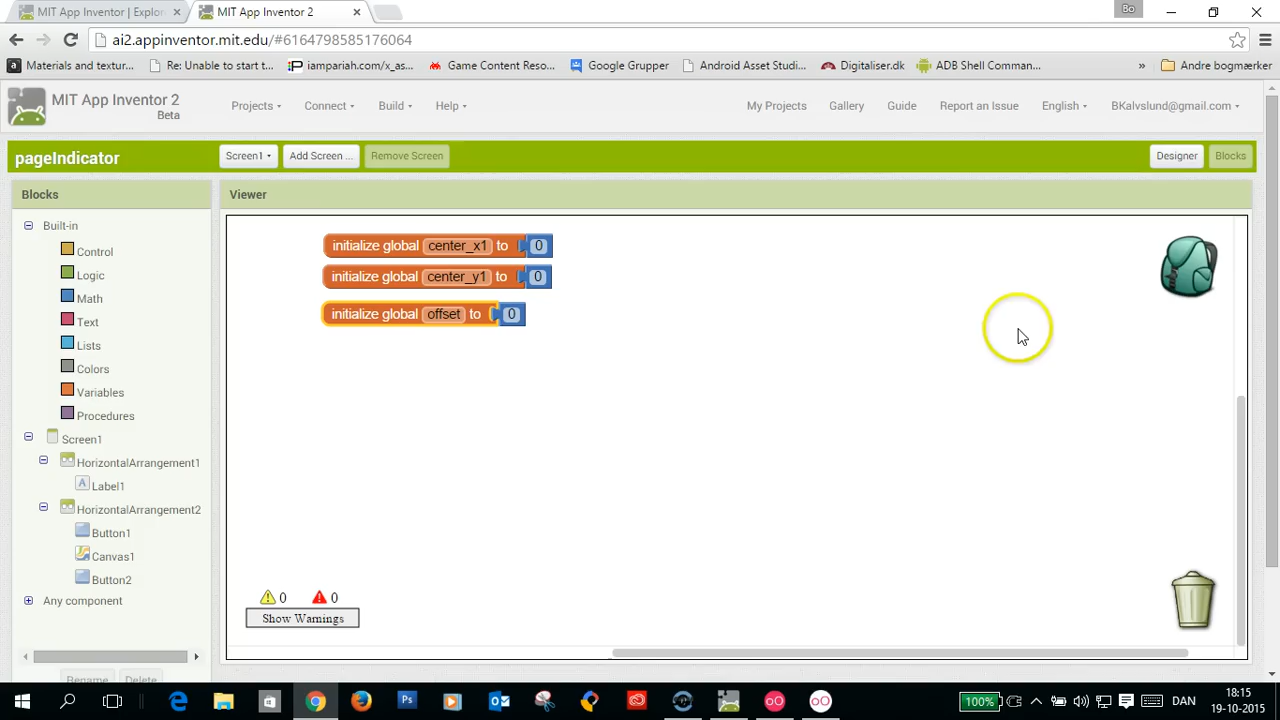 MIT App Inventor | Explor
MIT App Inventor 2
Bo
ai2.appinventor.mit.edu/#6164798585176064
Materials and textur...
Re: Unable to start t...
iampariah.com/x_as...
Game Content Reso...
Google Grupper
Android Asset Studi...
Digitaliser.dk
ADB Shell Comman...
»
Andre bogmærker
MIT App Inventor 2
Beta
Projects
Connect
Build
Help
My Projects
Gallery
Guide
Report an Issue
English
BKalvslund@gmail.com
pageIndicator
Screen1
Add Screen ...
Remove Screen
Designer
Blocks
Blocks
Viewer
Built-in
Control
Logic
Math
Text
Lists
Colors
Variables
Procedures
Screen1
HorizontalArrangement1
A Label1
HorizontalArrangement2
Button1
Canvas1
Button2
Any component
Rename
Delete
initialize global center_x1 to 0
initialize global center_y1 to 0
initialize global offset to 0
0
0
Show Warnings
100%
DAN
18:15
19-10-2015